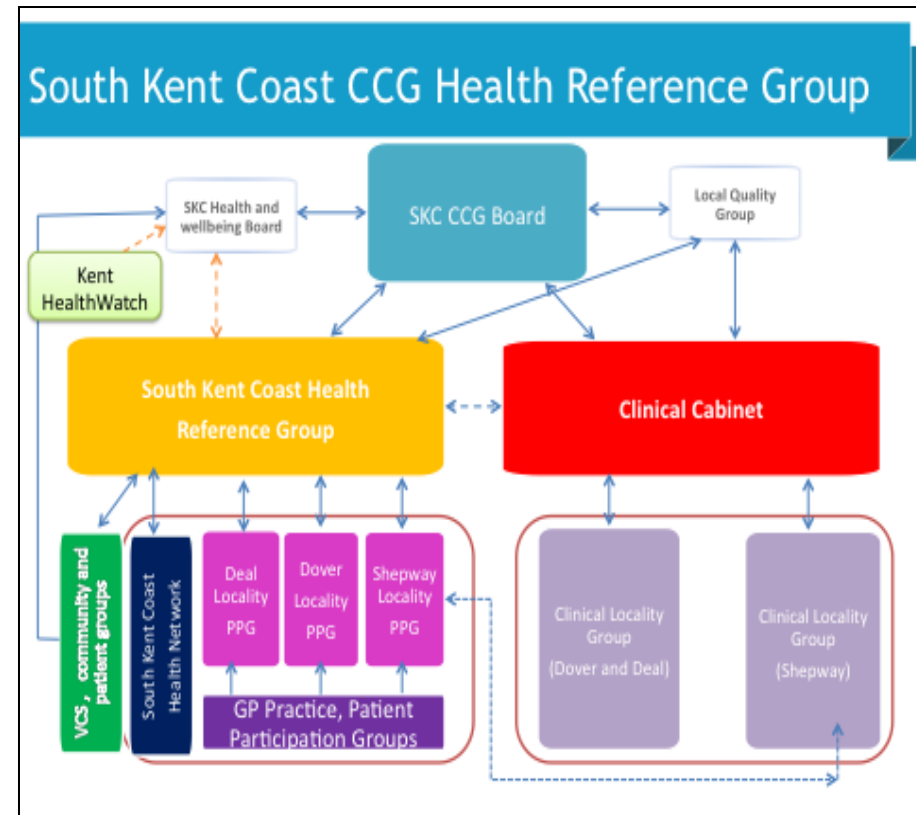 South Kent Coast CCG Health Reference Group
SKC Health and
wellbeing Board
SKC CCG Board
Local Quality
Group
Kent
HealthWatch
South Kent Coast Health
Reference Group
Clinical Cabinet
VCS, community and
patient groups
South Kent Coast
Health Network
Deal
Locality
PPG
Dover
Locality
PPG
Shepway
Locality
PPG
GP Practice, Patient
Participation Groups
Clinical Locality
Group
(Dover and Deal)
Clinical Locality
Group
(Shepway)